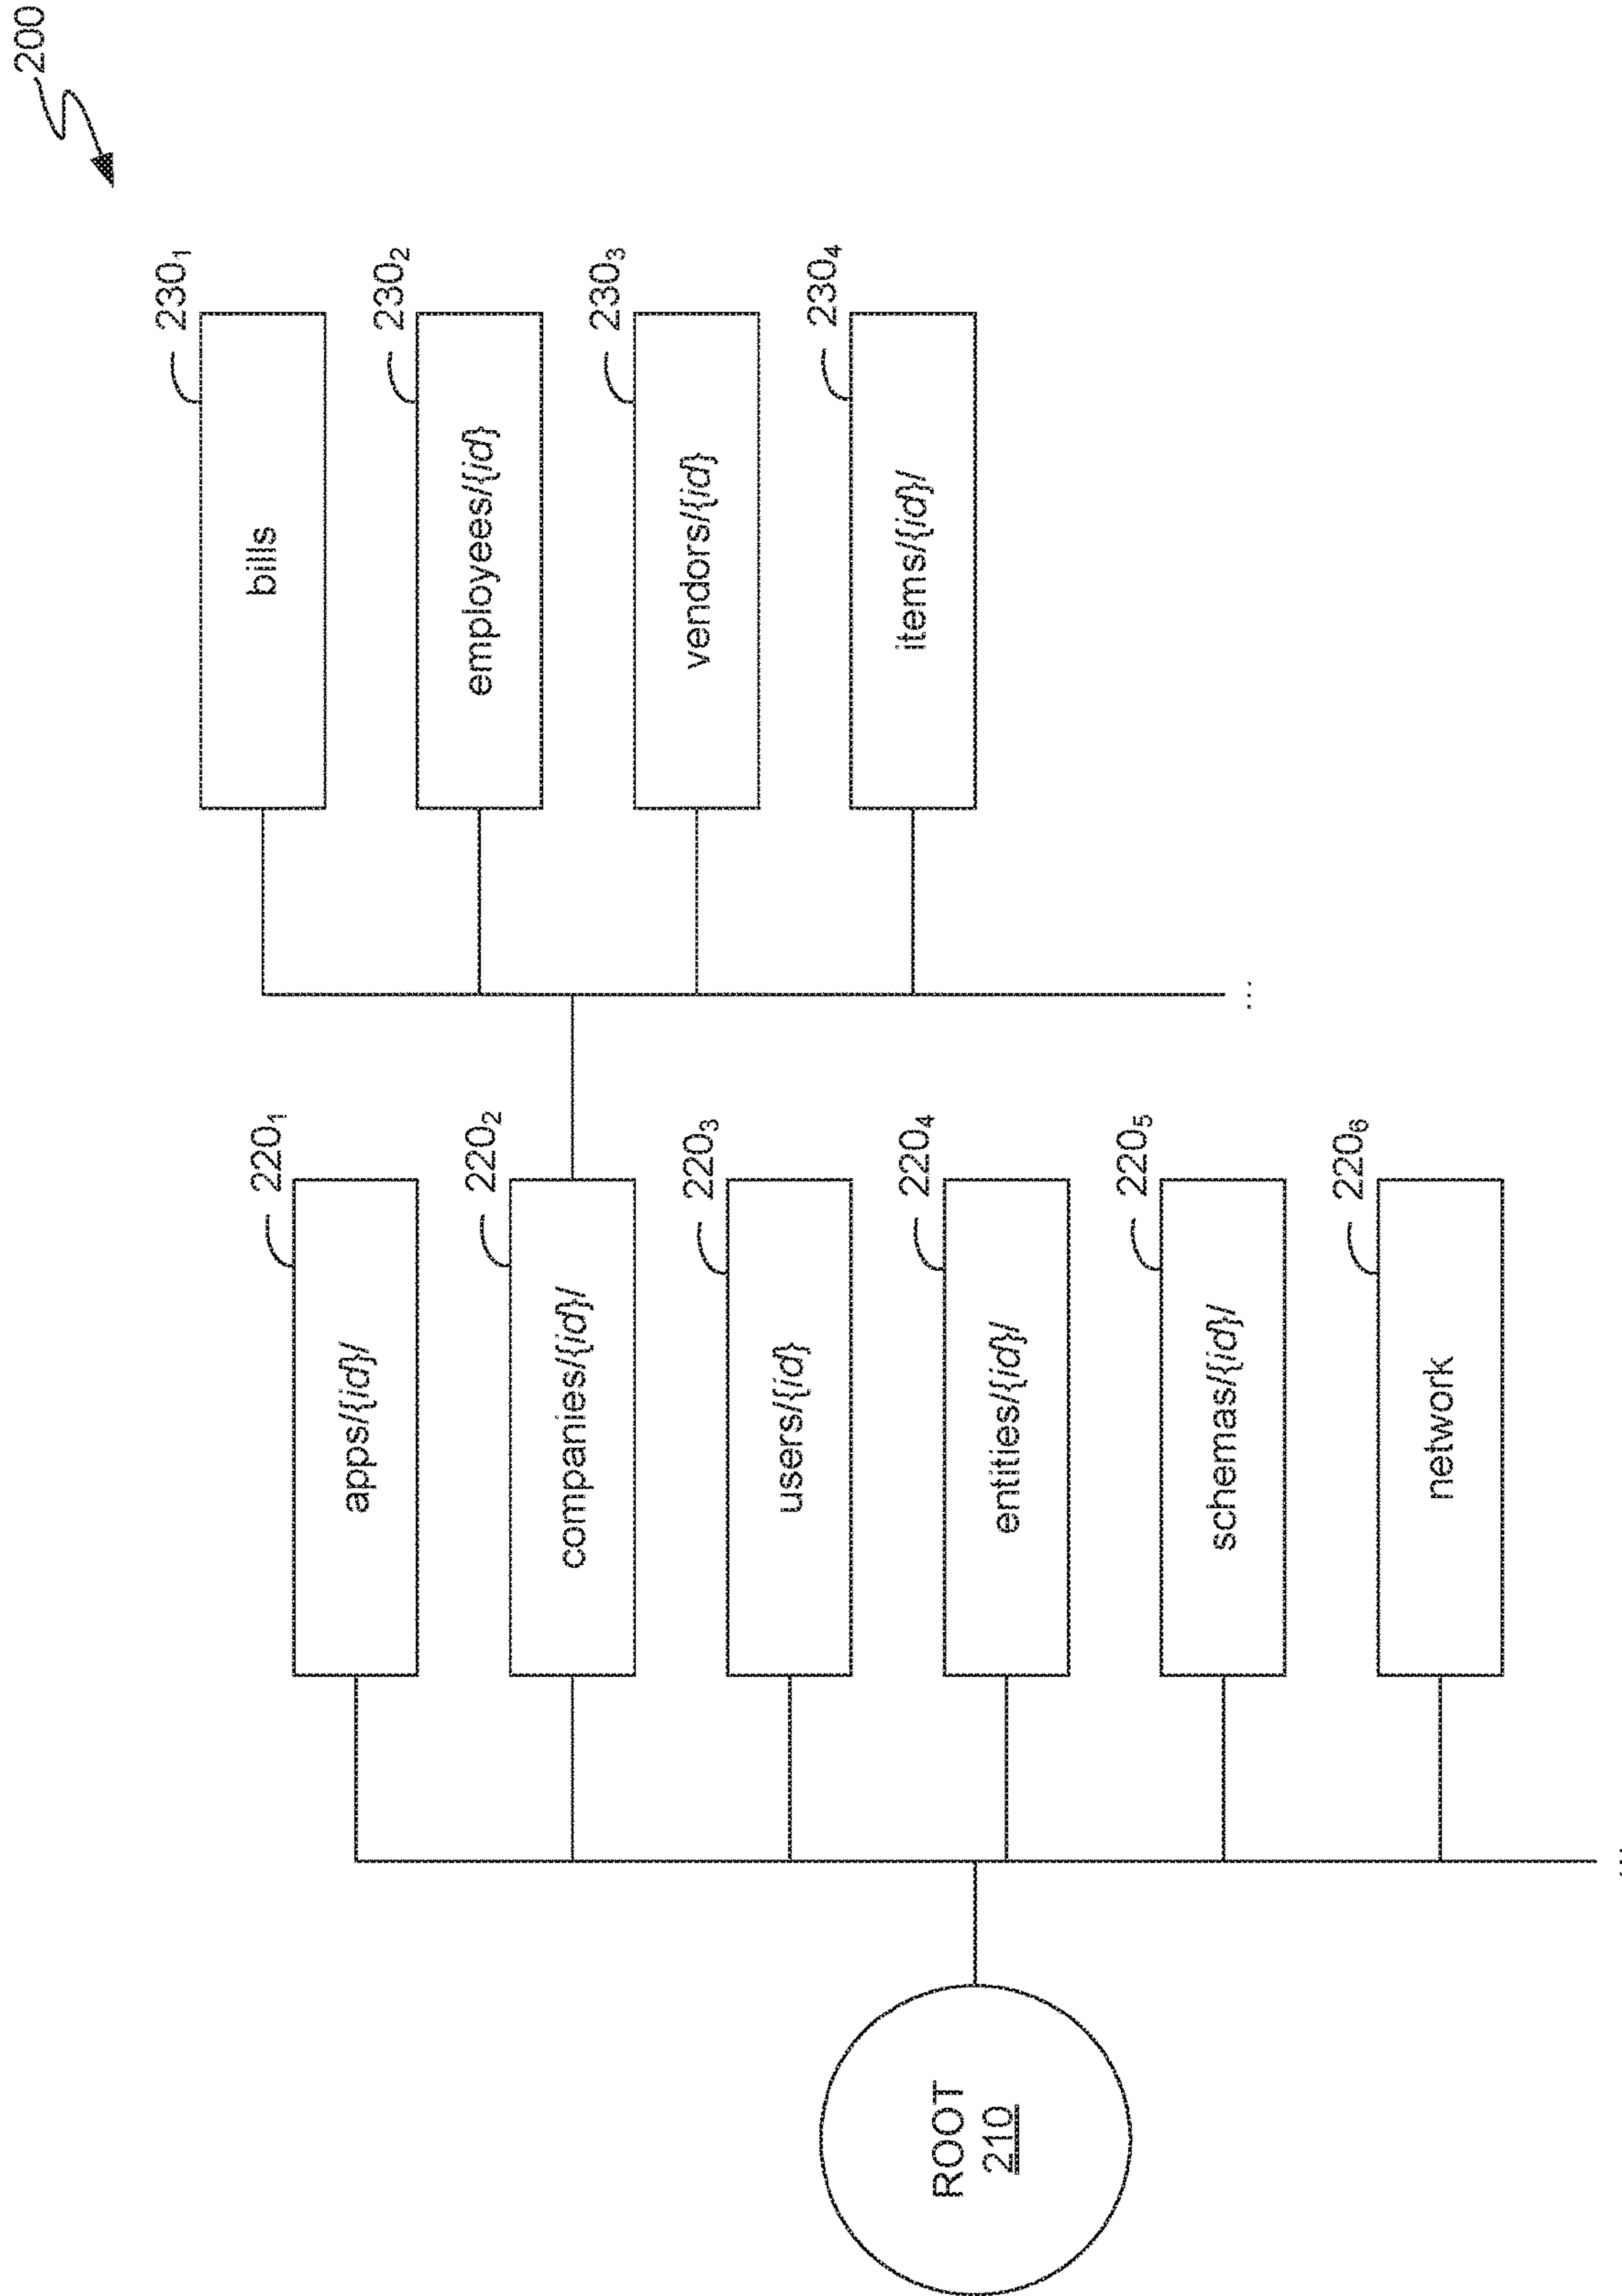 200
ROOT
210
220₁
apps/{id}/
220₂
companies/{id}/
220₃
users/{id}
220₄
entities/{id}/
220₅
schemas/{id}/
220₆
network
...
230₁
bills
230₂
employees/{id}
230₃
vendors/{id}
230₄
items/{id}/
...